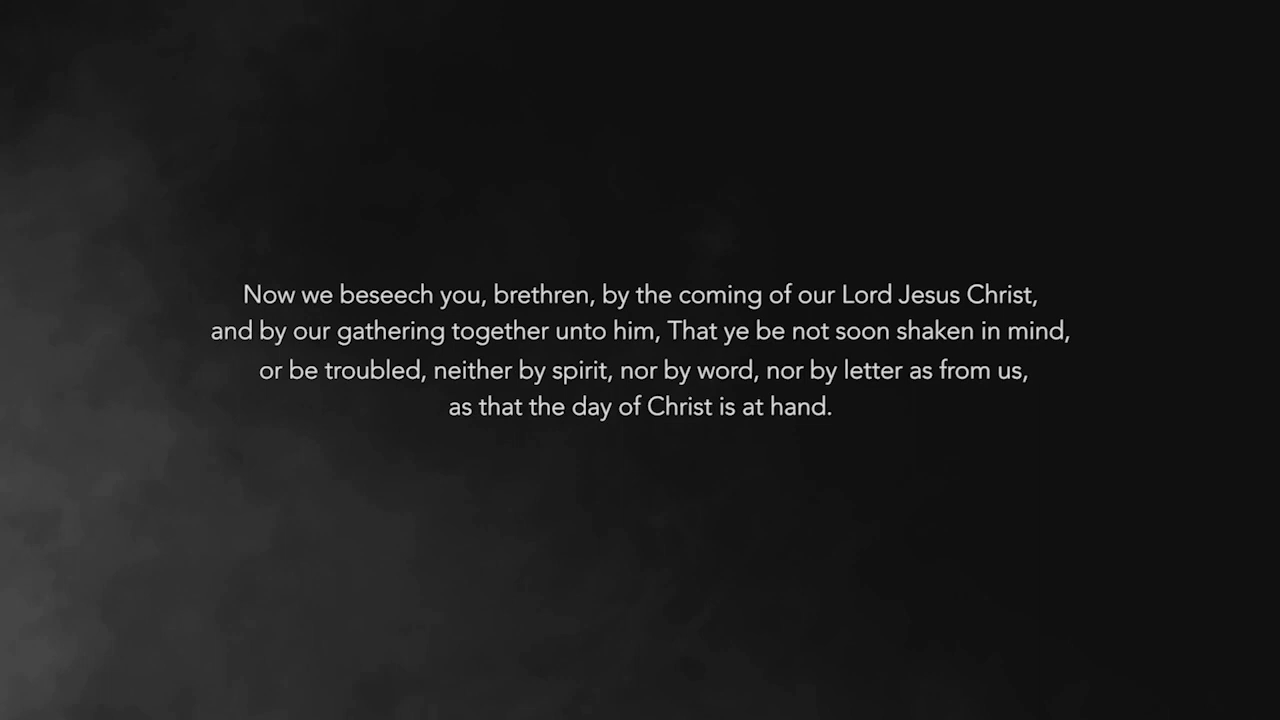 Now we beseech you, brethren, by the coming of our Lord Jesus Christ,
and by our gathering together unto him, That ye be not soon shaken in mind,
or be troubled, neither by spirit, nor by word, nor by letter as from us,
as that the day of Christ is at hand.